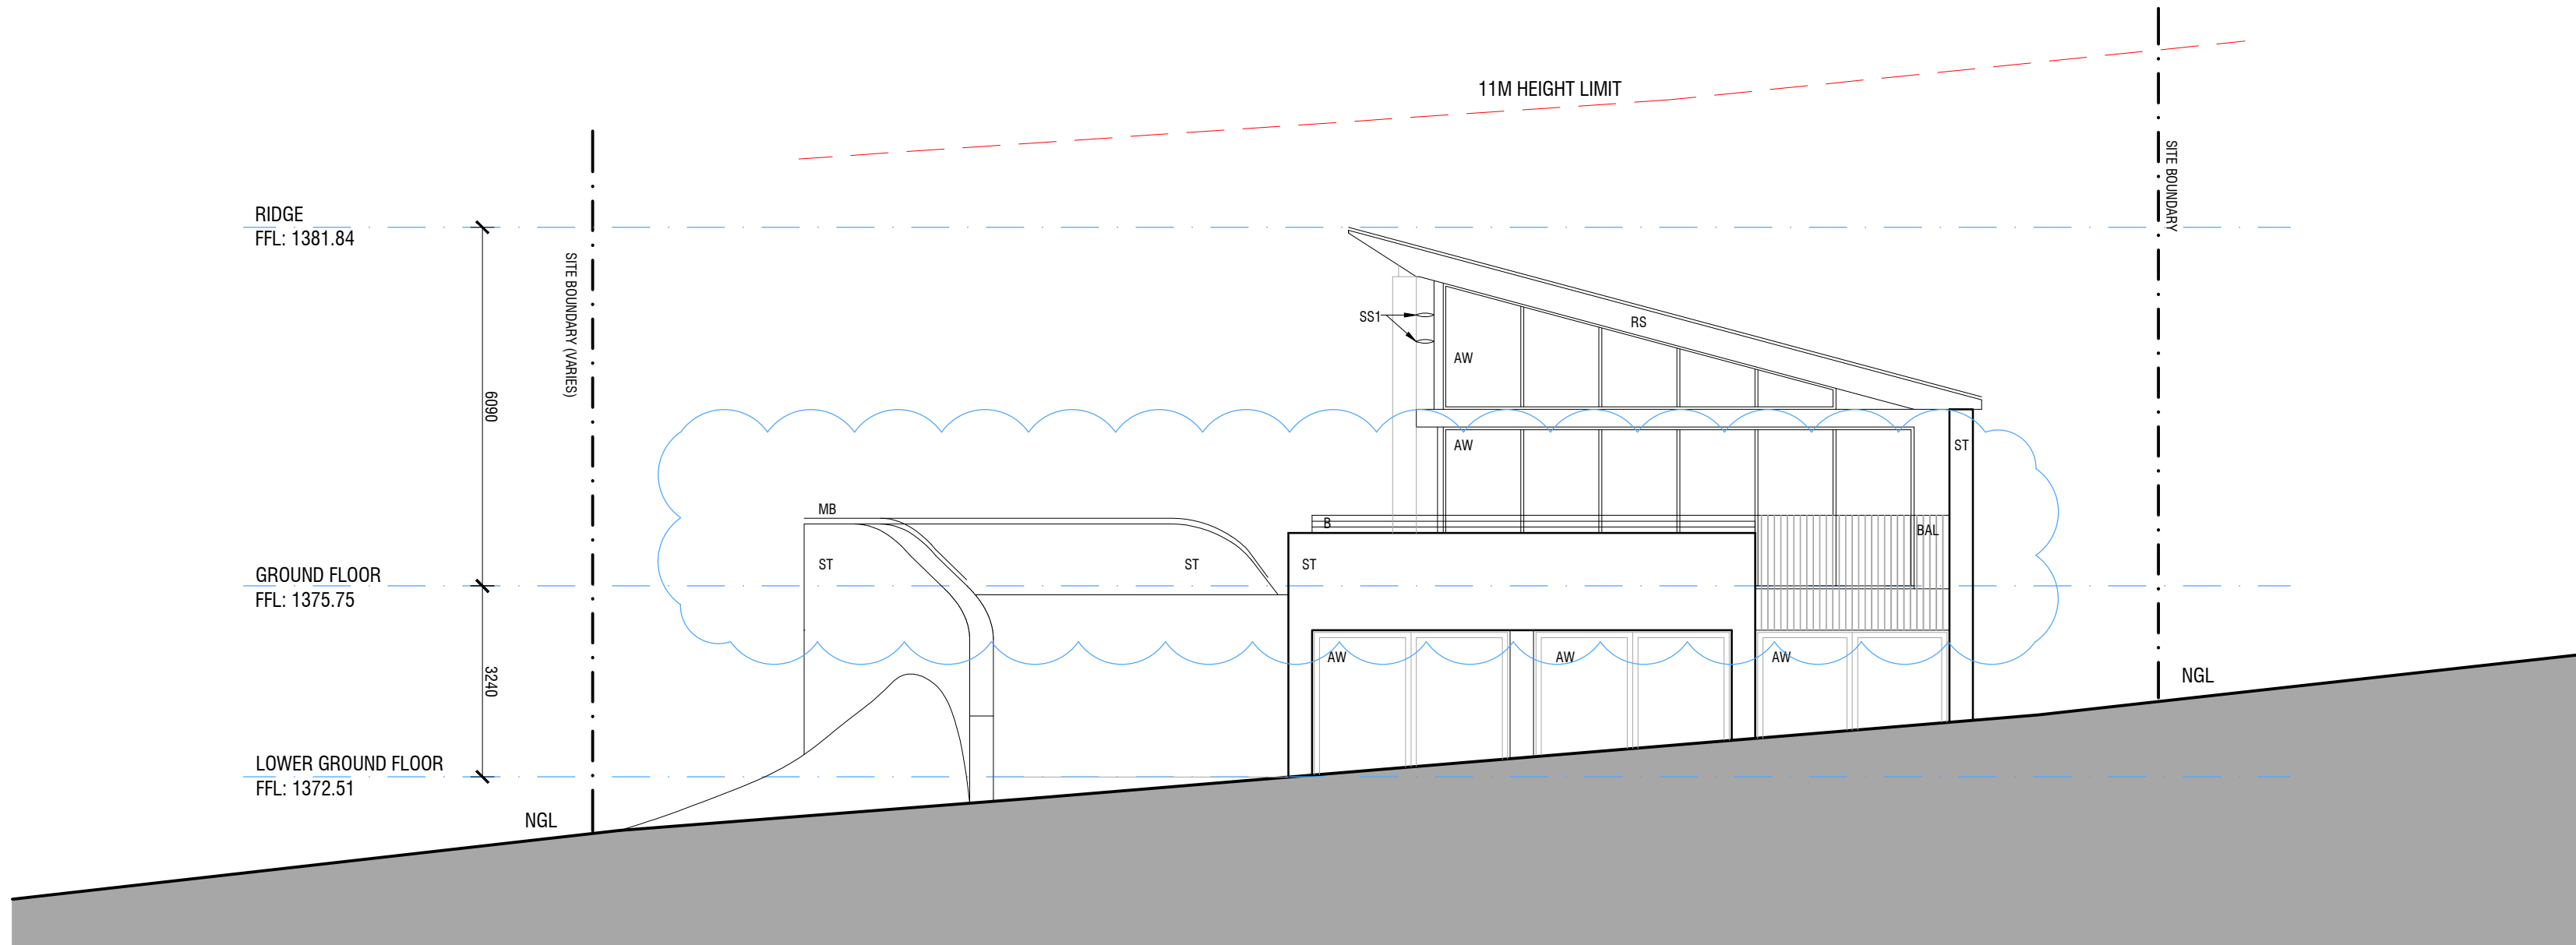 11M HEIGHT LIMIT
SITE BOUNDARY
RIDGE
FFL: 1381.84
SITE BOUNDARY (VARIES)
SS1
RS
AW
6090
AW
ST
MB
B
BAL
ST
ST
ST
GROUND FLOOR
FFL: 1375.75
AW
AW
AW
3240
NGL
LOWER GROUND FLOOR
FFL: 1372.51
NGL